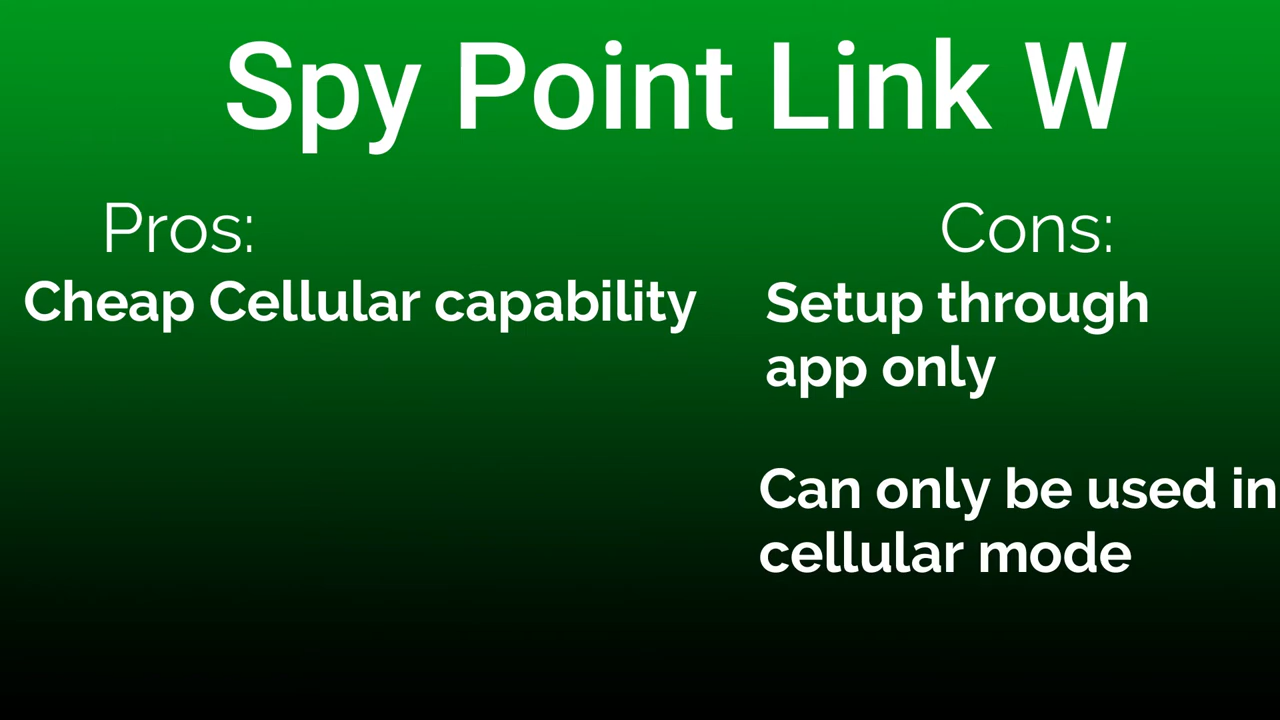 Spy Point Link W
Pros:
Cheap Cellular capability
Cons:
Setup through
app only
Can only be used in
cellular mode